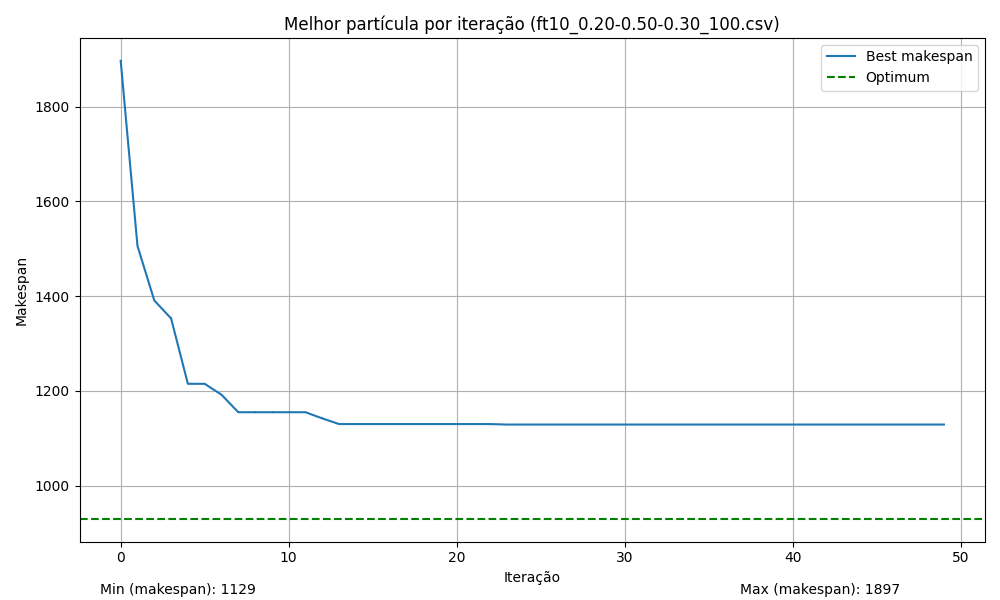 Melhor partícula por iteração (ft10_0.20-0.50-0.30_100.csv)
Best makespan
Optimum
Makespan
1800
1600
1400
1200
1000
0
10
20
30
40
50
Iteração
Min (makespan): 1129
Max (makespan): 1897